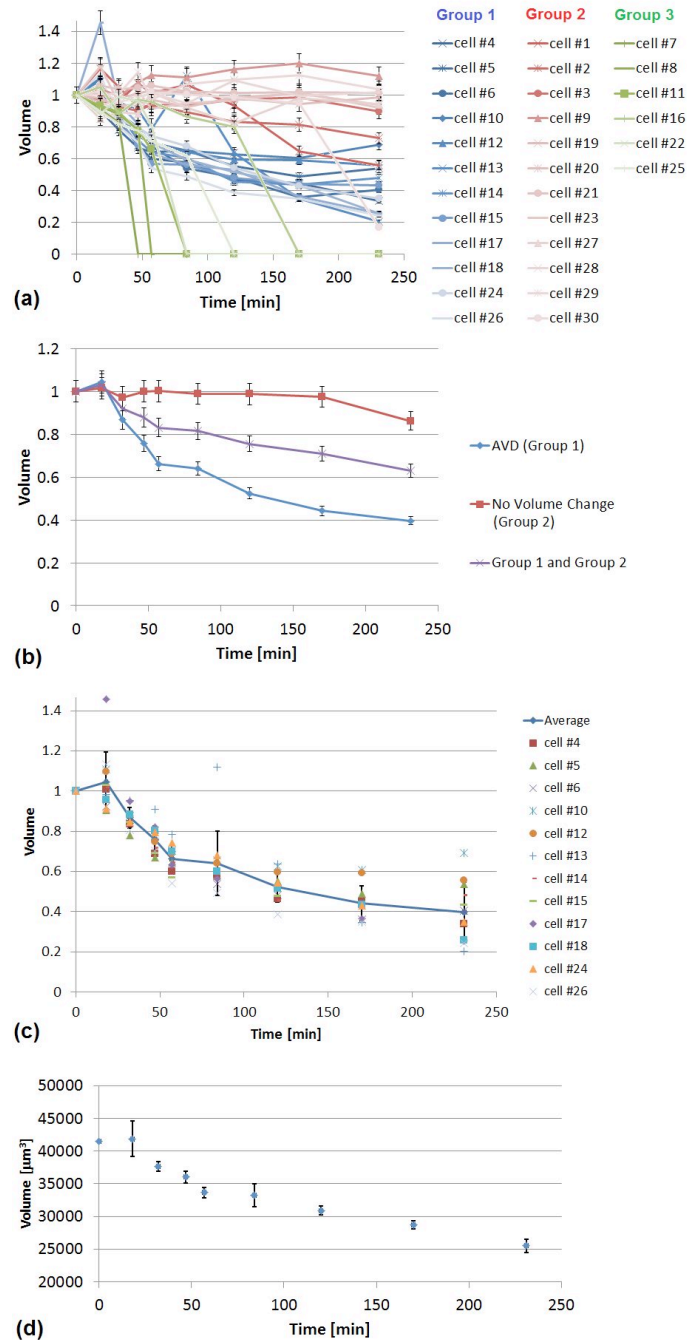 Group 1 Group 2 Group 3
cell #4 cell #1 cell #7
cell #5 cell #2 cell #8
cell #6 cell #3 cell #11
cell #10 cell #9 cell #16
cell #12 cell #19 cell #22
cell #13 cell #20 cell #25
cell #14 cell #21
cell #15 cell #23
cell #17 cell #27
cell #18 cell #28
cell #24 cell #29
cell #26 cell #30
1.6
1.4
1.2
1
0.8
0.6
0.4
0.2
0
Volume
0 50 100 150 200 250
Time [min]
(a)
1.2
1
0.8
0.6
0.4
0.2
0
Volume
0 50 100 150 200 250
Time [min]
AVD (Group 1)
No Volume Change
(Group 2)
Group 1 and Group 2
(b)
1.4
1.2
1
0.8
0.6
0.4
0.2
0
Volume
0 50 100 150 200 250
Time [min]
Average
cell #4
cell #5
cell #6
cell #10
cell #12
cell #13
cell #14
cell #15
cell #17
cell #18
cell #24
cell #26
(c)
50000
45000
40000
35000
30000
25000
20000
Volume [µm³]
0 50 100 150 200 250
Time [min]
(d)